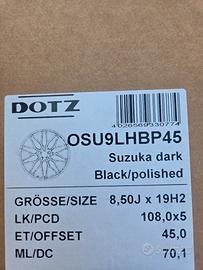 4026569330774
DOTZ
OSU9LHBP45
Suzuka dark
Black/polished
GRÖSSE/SIZE 8,50J x 19H2
LK/PCD 108,0x5
ET/OFFSET 45,0
ML/DC 70,1